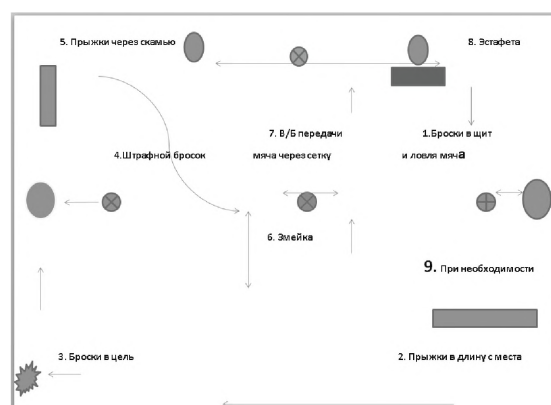 5. Прыжки через скамью
8. Эстафета
4.Штрафной бросок
7. В/Б передачи
мяча через сетку
1.Броски в щит
и ловля мяча
6. Змейка
9. При необходимости
3. Броски в цель
2. Прыжки в длину с места